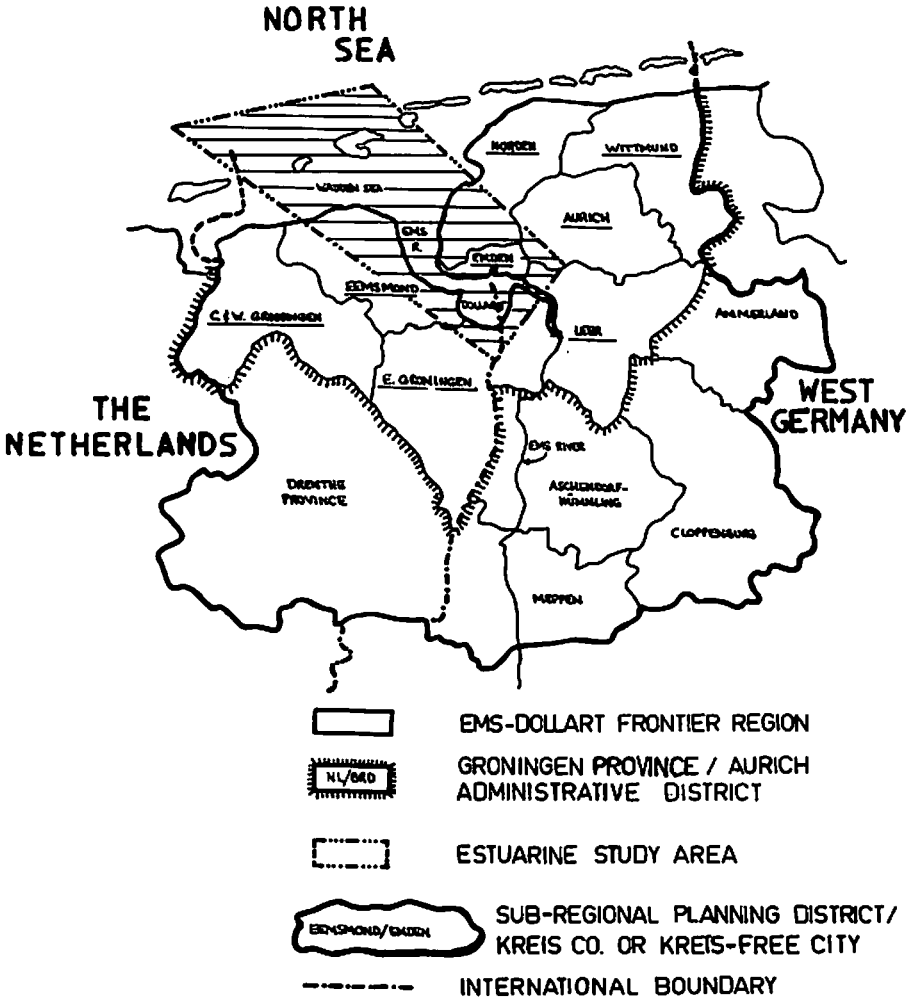 NORTH
SEA
NORDEN
WITTMUND
WADDEN SEA
AURICH
EMS
R.
EMDEN
EEMSMOND
DOLLART
C & W. GRONINGEN
LEER
AMMERLAND
E. GRONINGEN
THE
NETHERLANDS
WEST
GERMANY
EMS RIVER
DRENTHE
PROVINCE
ASCHENDORF-
HÜMMLING
CLOPPENBURG
MEPPEN
EMS-DOLLART FRONTIER REGION
NL/BRD
GRONINGEN PROVINCE / AURICH
ADMINISTRATIVE DISTRICT
ESTUARINE STUDY AREA
EEMSMOND/EMDEN
SUB-REGIONAL PLANNING DISTRICT/
KREIS CO. OR KREIS-FREE CITY
INTERNATIONAL BOUNDARY